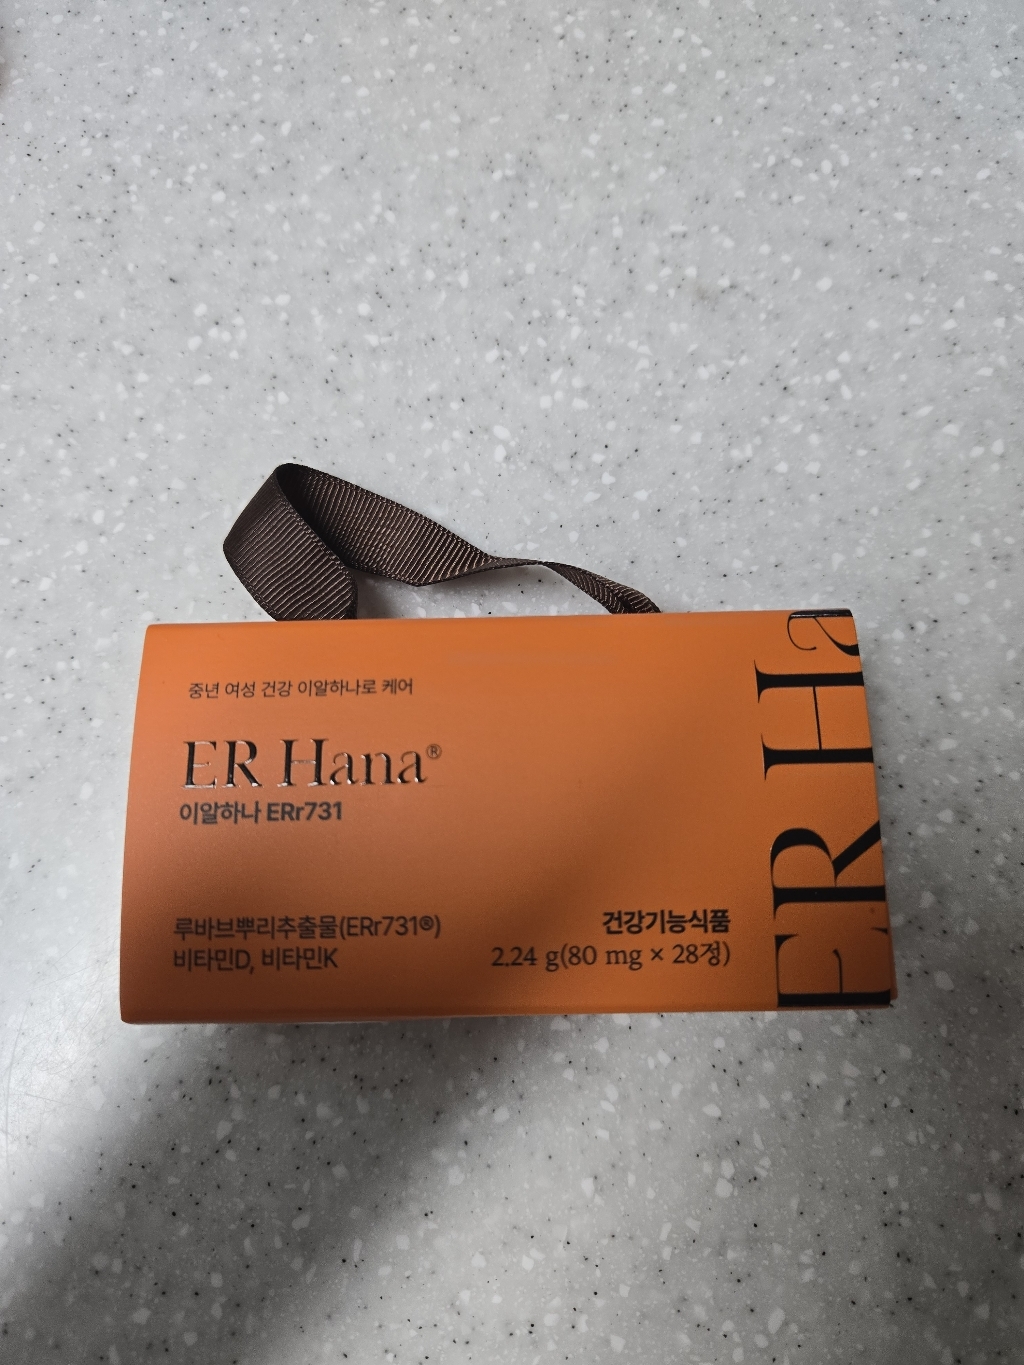 중년 여성 건강 이알하나로 케어
ER Hana®
이알하나 ERr731
루바브뿌리추출물(ERr731®)
비타민D, 비타민K
건강기능식품
2.24 g(80 mg × 28정)
ER Ha